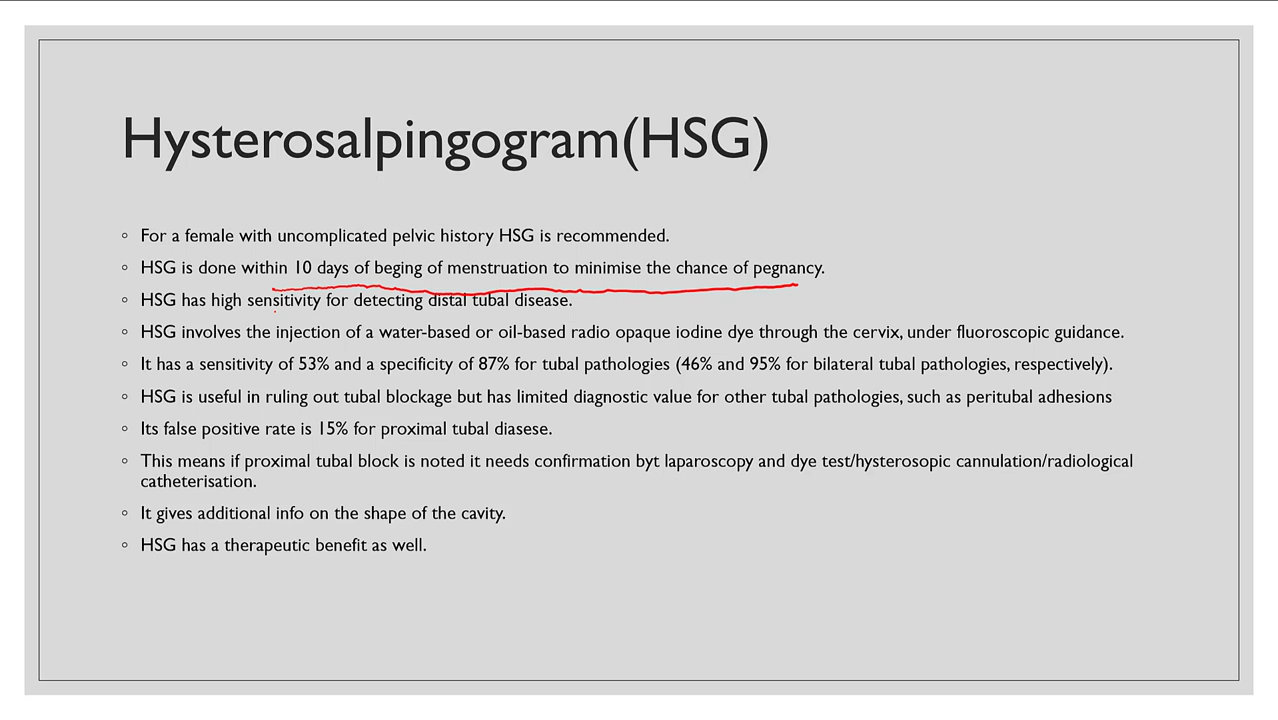 Hysterosalpingogram(HSG)
◦ For a female with uncomplicated pelvic history HSG is recommended.
◦ HSG is done within 10 days of beging of menstruation to minimise the chance of pegnancy.
◦ HSG has high sensitivity for detecting distal tubal disease.
◦ HSG involves the injection of a water-based or oil-based radio opaque iodine dye through the cervix, under fluoroscopic guidance.
◦ It has a sensitivity of 53% and a specificity of 87% for tubal pathologies (46% and 95% for bilateral tubal pathologies, respectively).
◦ HSG is useful in ruling out tubal blockage but has limited diagnostic value for other tubal pathologies, such as peritubal adhesions
◦ Its false positive rate is 15% for proximal tubal diasese.
◦ This means if proximal tubal block is noted it needs confirmation byt laparoscopy and dye test/hysterosopic cannulation/radiological
catheterisation.
◦ It gives additional info on the shape of the cavity.
◦ HSG has a therapeutic benefit as well.